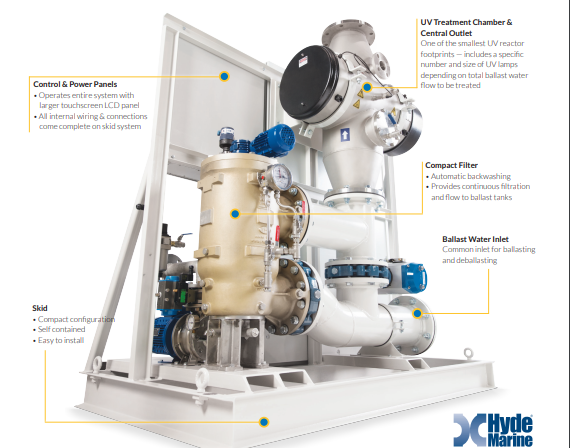 UV Treatment Chamber &
Central Outlet
One of the smallest UV reactor
footprints — includes a specific
number and size of UV lamps
depending on total ballast water
flow to be treated
Control & Power Panels
• Operates entire system with
larger touchscreen LCD panel
• All internal wiring & connections
come complete on skid system
Compact Filter
• Automatic backwashing
• Provides continuous filtration
and flow to ballast tanks
Ballast Water Inlet
Common inlet for ballasting
and deballasting
Skid
• Compact configuration
• Self contained
• Easy to install
Hyde
Marine